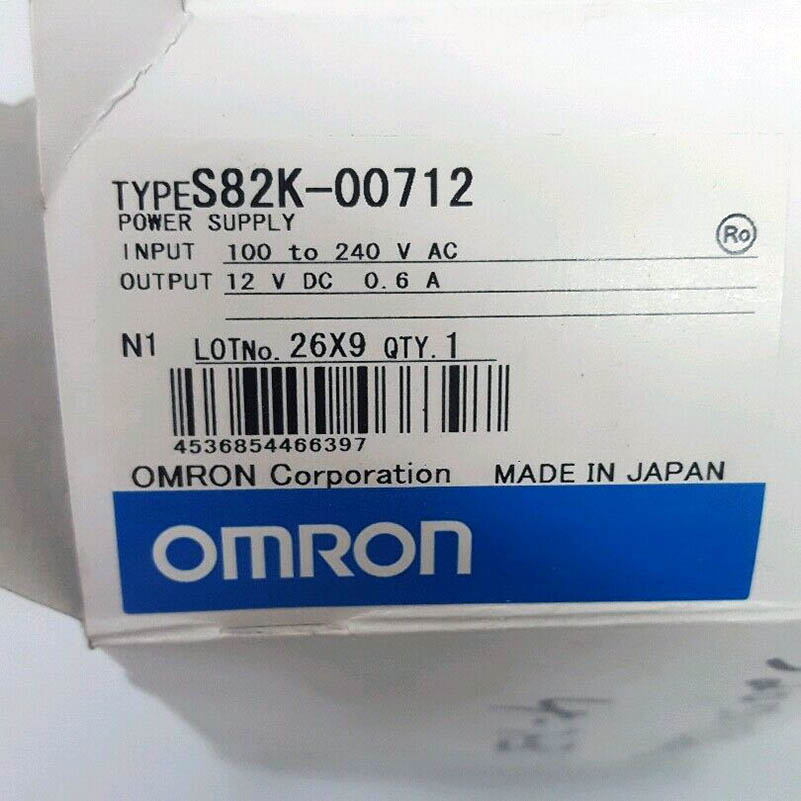 TYPE S82K-00712
POWER SUPPLY
Ro
INPUT 100 to 240 V AC
OUTPUT 12 V DC 0.6 A
N1 LOTNo. 26X9 QTY. 1
4536854466397
OMRON Corporation MADE IN JAPAN
OMRON